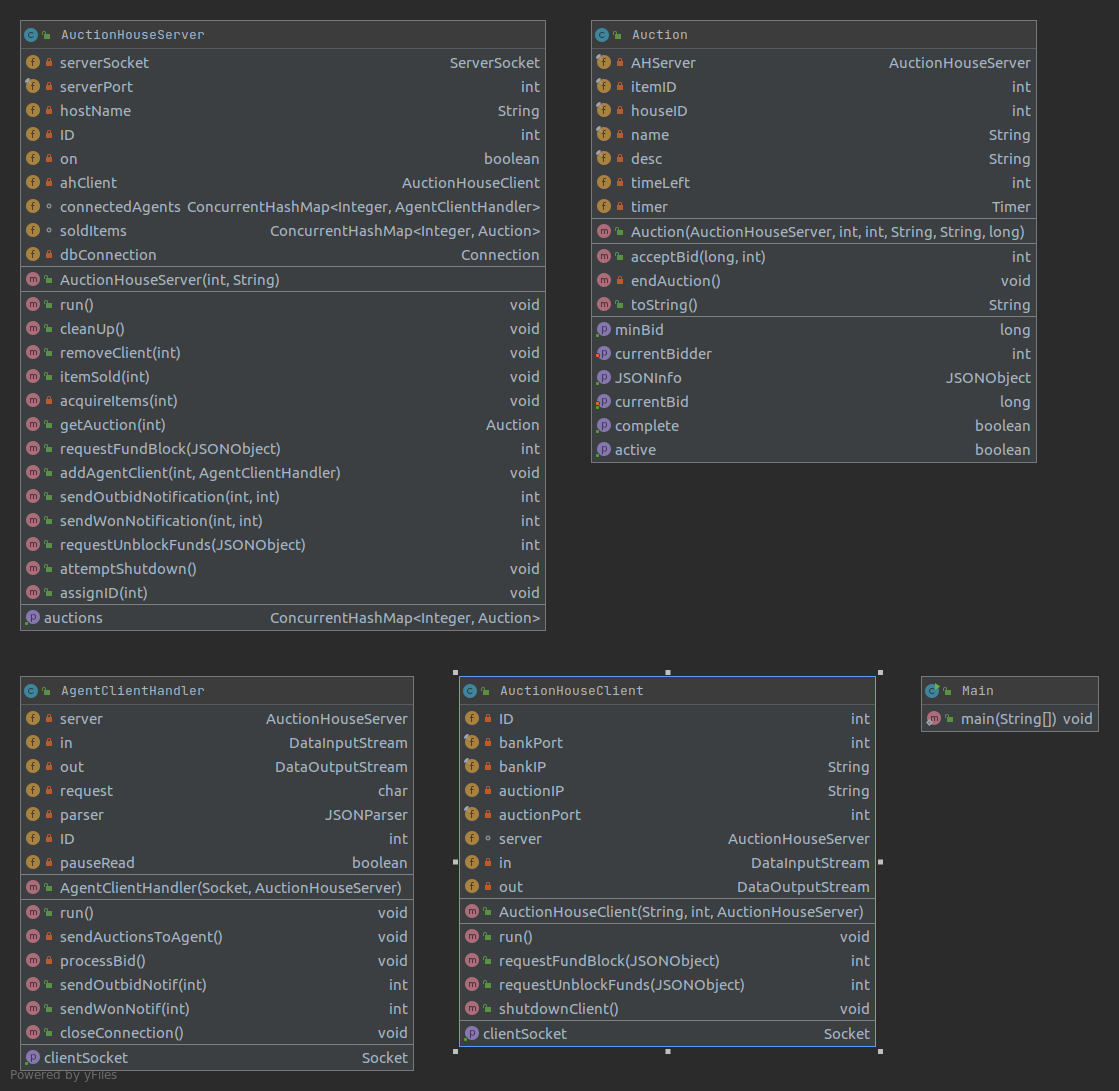 AuctionHouseServer
serverSocket ServerSocket
serverPort int
hostName String
ID int
on boolean
ahClient AuctionHouseClient
connectedAgents ConcurrentHashMap<Integer, AgentClientHandler>
soldItems ConcurrentHashMap<Integer, Auction>
dbConnection Connection
AuctionHouseServer(int, String)
run() void
cleanUp() void
removeClient(int) void
itemSold(int) void
acquireItems(int) void
getAuction(int) Auction
requestFundBlock(JSONObject) int
addAgentClient(int, AgentClientHandler) void
sendOutbidNotification(int, int) int
sendWonNotification(int, int) int
requestUnblockFunds(JSONObject) int
attemptShutdown() void
assignID(int) void
auctions ConcurrentHashMap<Integer, Auction>
Auction
AHServer AuctionHouseServer
itemID int
houseID int
name String
desc String
timeLeft int
timer Timer
Auction(AuctionHouseServer, int, int, String, String, long)
acceptBid(long, int) int
endAuction() void
toString() String
minBid long
currentBidder int
JSONInfo JSONObject
currentBid long
complete boolean
active boolean
AgentClientHandler
server AuctionHouseServer
in DataInputStream
out DataOutputStream
request char
parser JSONParser
ID int
pauseRead boolean
AgentClientHandler(Socket, AuctionHouseServer)
run() void
sendAuctionsToAgent() void
processBid() void
sendOutbidNotif(int) int
sendWonNotif(int) int
closeConnection() void
clientSocket Socket
AuctionHouseClient
ID int
bankPort int
bankIP String
auctionIP String
auctionPort int
server AuctionHouseServer
in DataInputStream
out DataOutputStream
AuctionHouseClient(String, int, AuctionHouseServer)
run() void
requestFundBlock(JSONObject) int
requestUnblockFunds(JSONObject) int
shutdownClient() void
clientSocket Socket
Main
main(String[]) void
Powered by yFiles